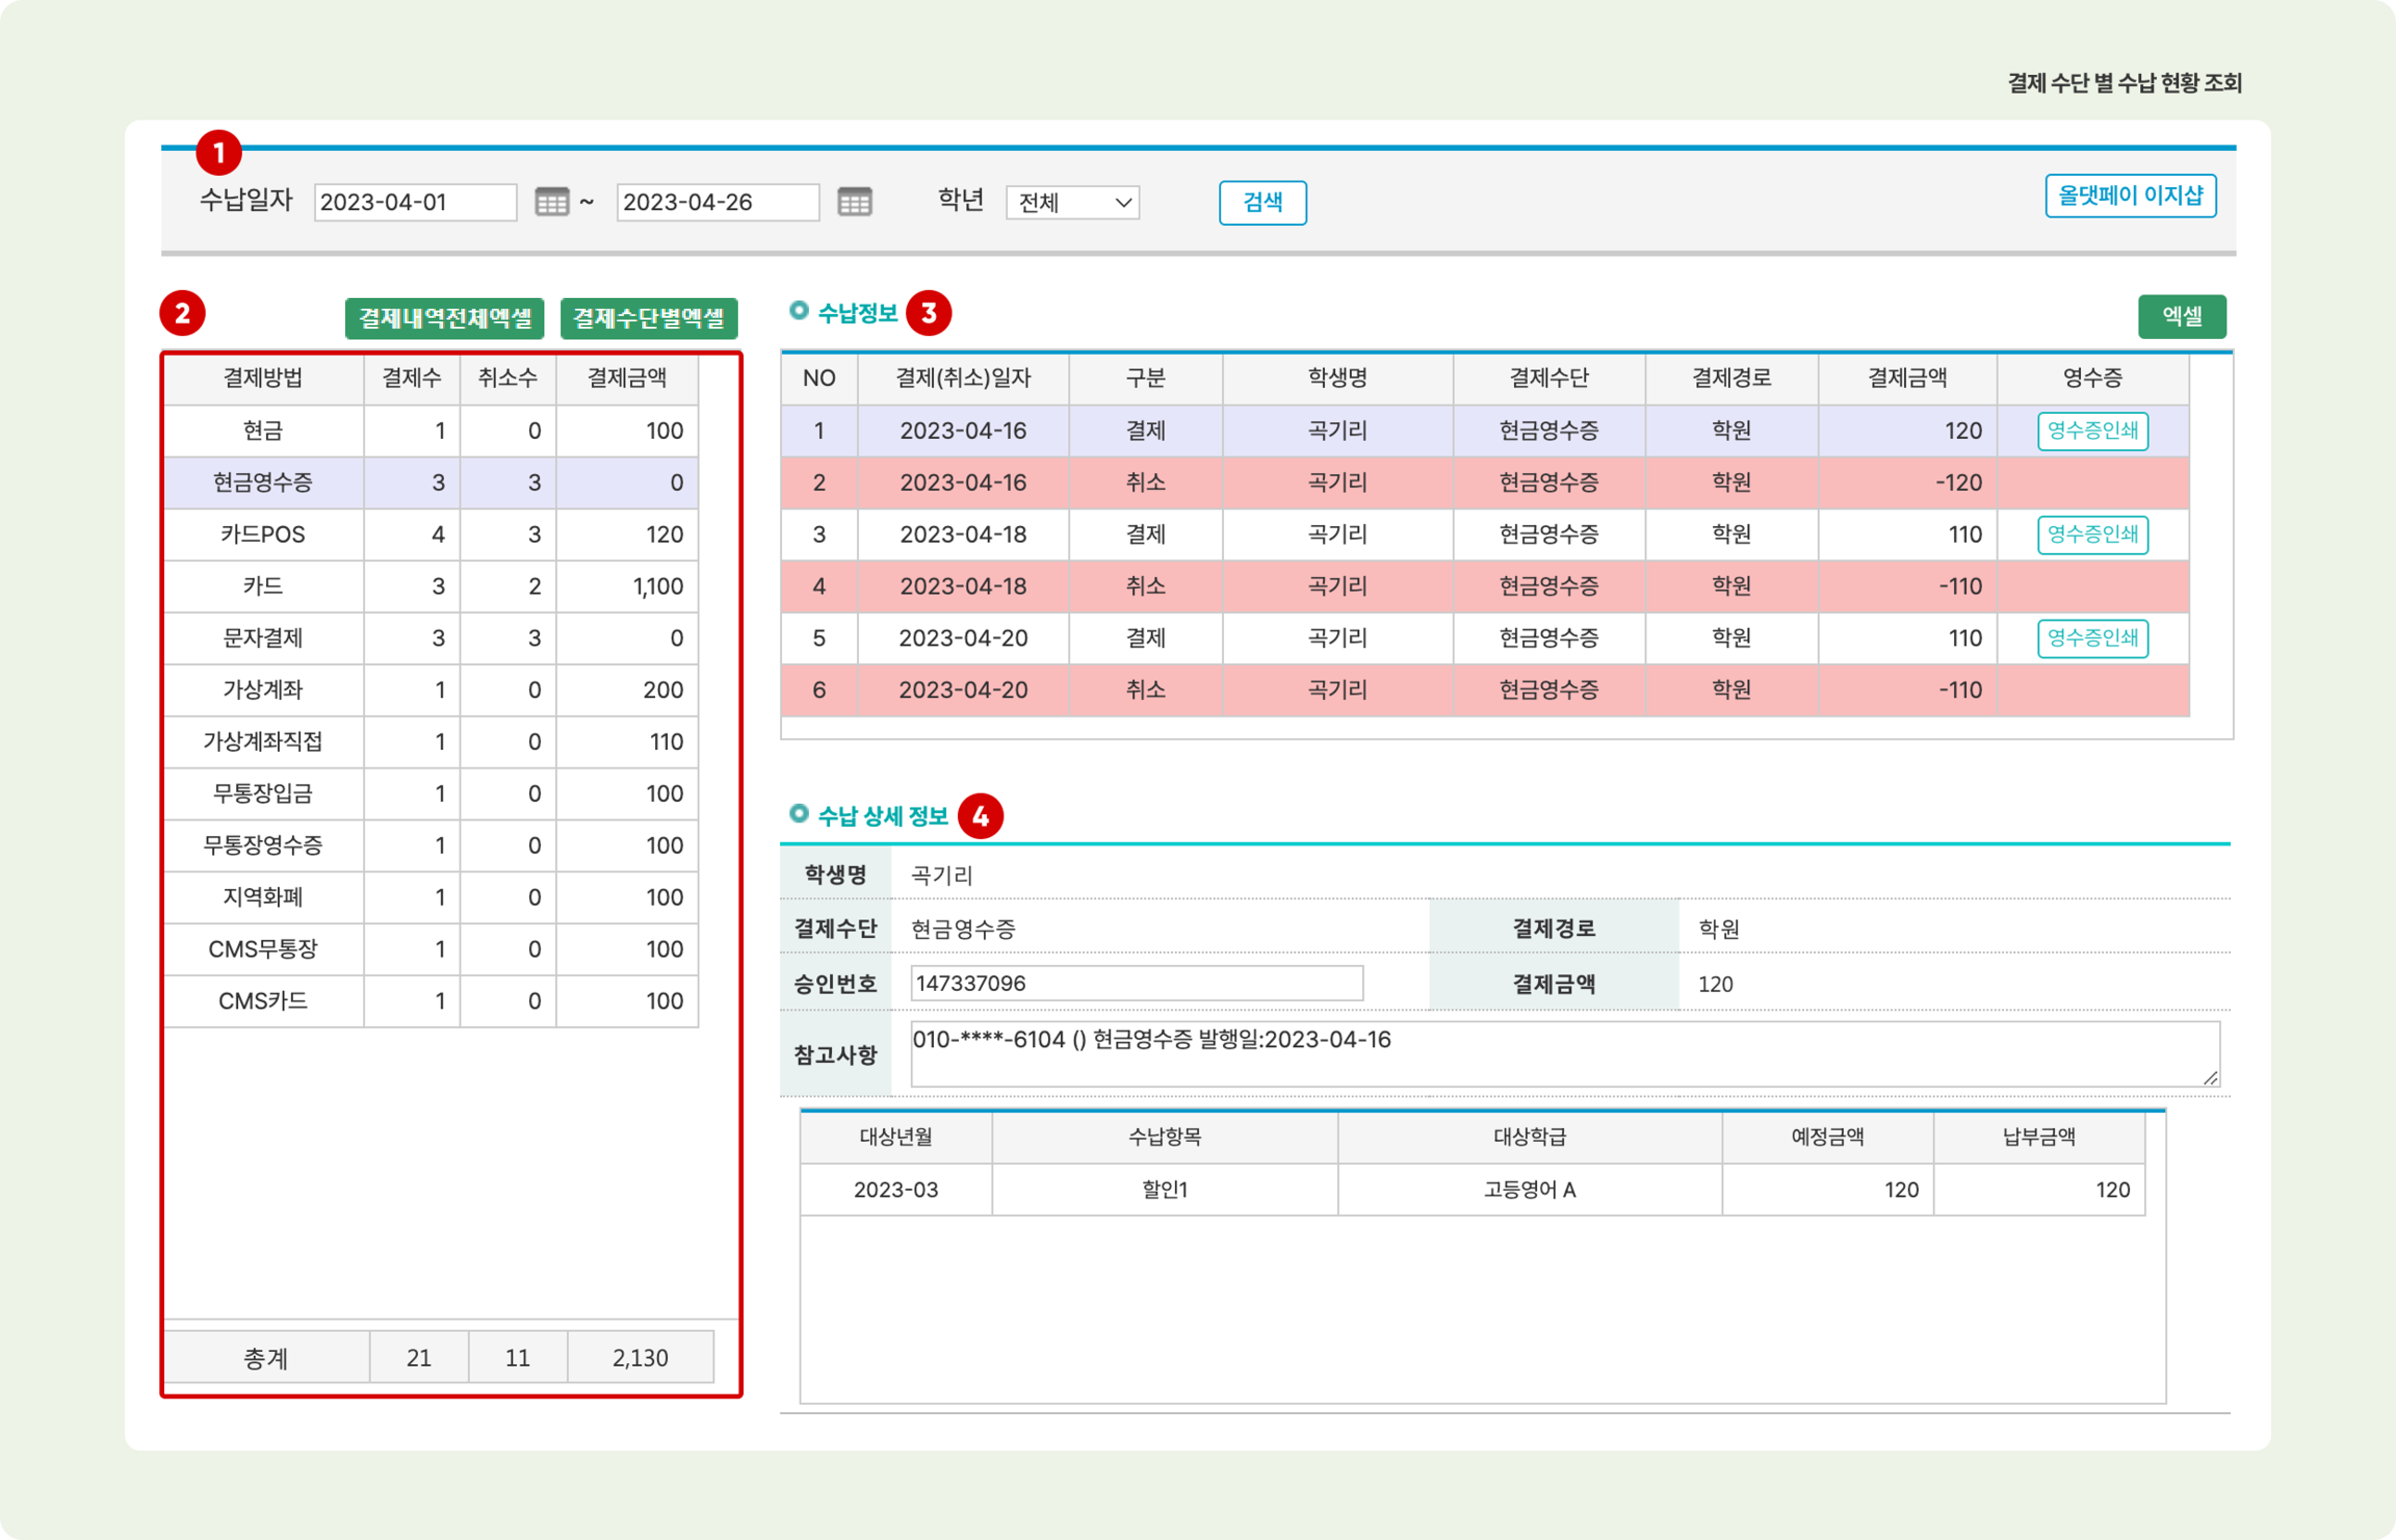 결제 수단 별 수납 현황 조회
1
수납일자 2023-04-01 ~ 2023-04-26 학년 전체 검색 올댓페이 이지샵
2 결제내역전체엑셀 결제수단별엑셀
결제방법 결제수 취소수 결제금액
현금 1 0 100
현금영수증 3 3 0
카드POS 4 3 120
카드 3 2 1,100
문자결제 3 3 0
가상계좌 1 0 200
가상계좌직접 1 0 110
무통장입금 1 0 100
무통장영수증 1 0 100
지역화폐 1 0 100
CMS무통장 1 0 100
CMS카드 1 0 100
총계 21 11 2,130
수납정보 3 엑셀
NO 결제(취소)일자 구분 학생명 결제수단 결제경로 결제금액 영수증
1 2023-04-16 결제 곡기리 현금영수증 학원 120 영수증인쇄
2 2023-04-16 취소 곡기리 현금영수증 학원 -120
3 2023-04-18 결제 곡기리 현금영수증 학원 110 영수증인쇄
4 2023-04-18 취소 곡기리 현금영수증 학원 -110
5 2023-04-20 결제 곡기리 현금영수증 학원 110 영수증인쇄
6 2023-04-20 취소 곡기리 현금영수증 학원 -110
수납 상세 정보 4
학생명 곡기리
결제수단 현금영수증 결제경로 학원
승인번호 147337096 결제금액 120
참고사항 010-****-6104 () 현금영수증 발행일:2023-04-16
대상년월 수납항목 대상학급 예정금액 납부금액
2023-03 할인1 고등영어 A 120 120